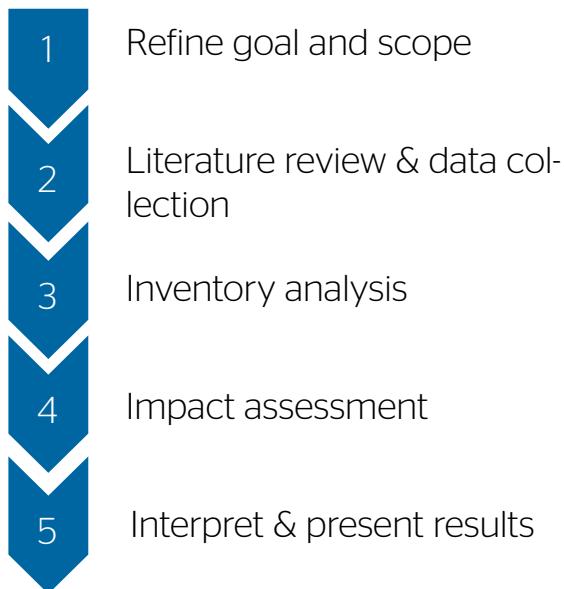 1
Refine goal and scope
2
Literature review & data col-
lection
3
Inventory analysis
4
Impact assessment
5
Interpret & present results